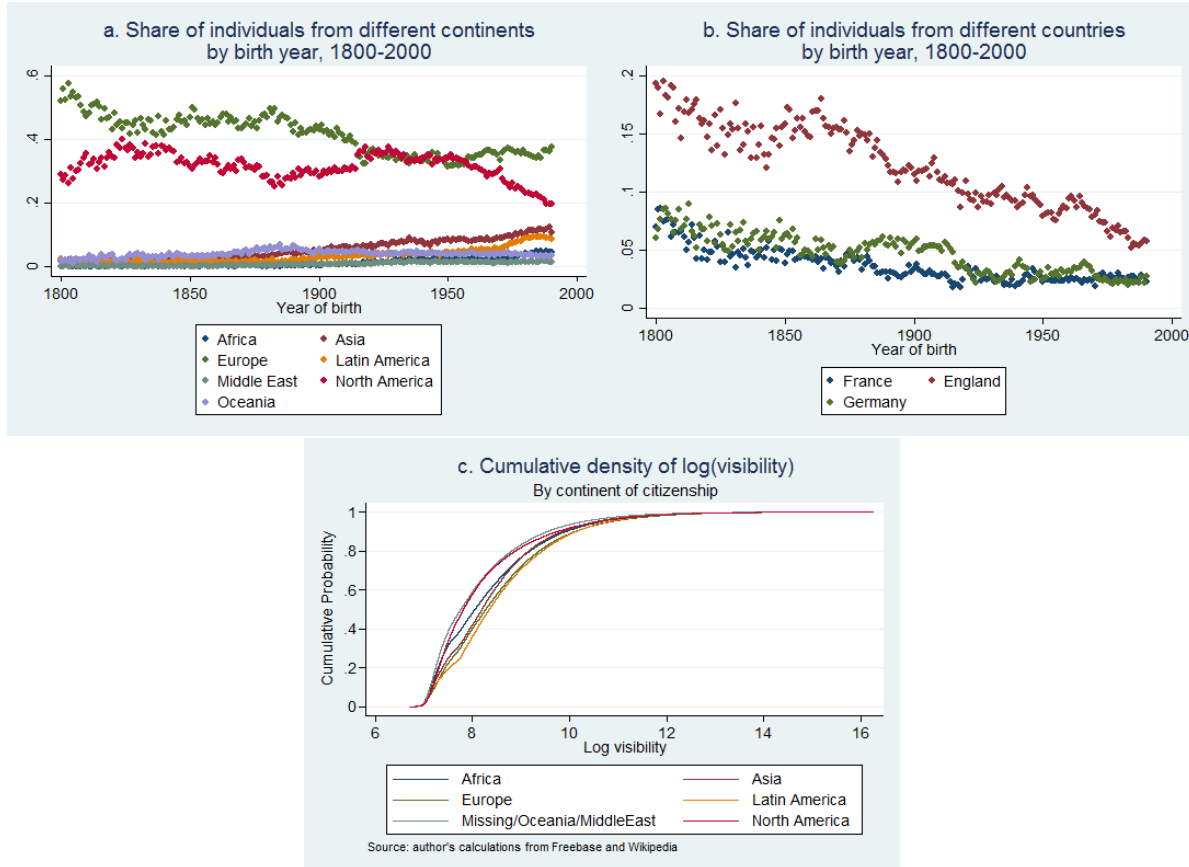 a. Share of individuals from different continents
by birth year, 1800-2000
.6
.4
.2
0
1800 1850 1900 1950 2000
Year of birth
Africa Asia
Europe Latin America
Middle East North America
Oceania
b. Share of individuals from different countries
by birth year, 1800-2000
.2
.15
.1
.05
0
1800 1850 1900 1950 2000
Year of birth
France England
Germany
c. Cumulative density of log(visibility)
By continent of citizenship
Cumulative Probability
1
.8
.6
.4
.2
0
6 8 10 12 14 16
Log visibility
Africa Asia
Europe Latin America
Missing/Oceania/MiddleEast North America
Source: author's calculations from Freebase and Wikipedia